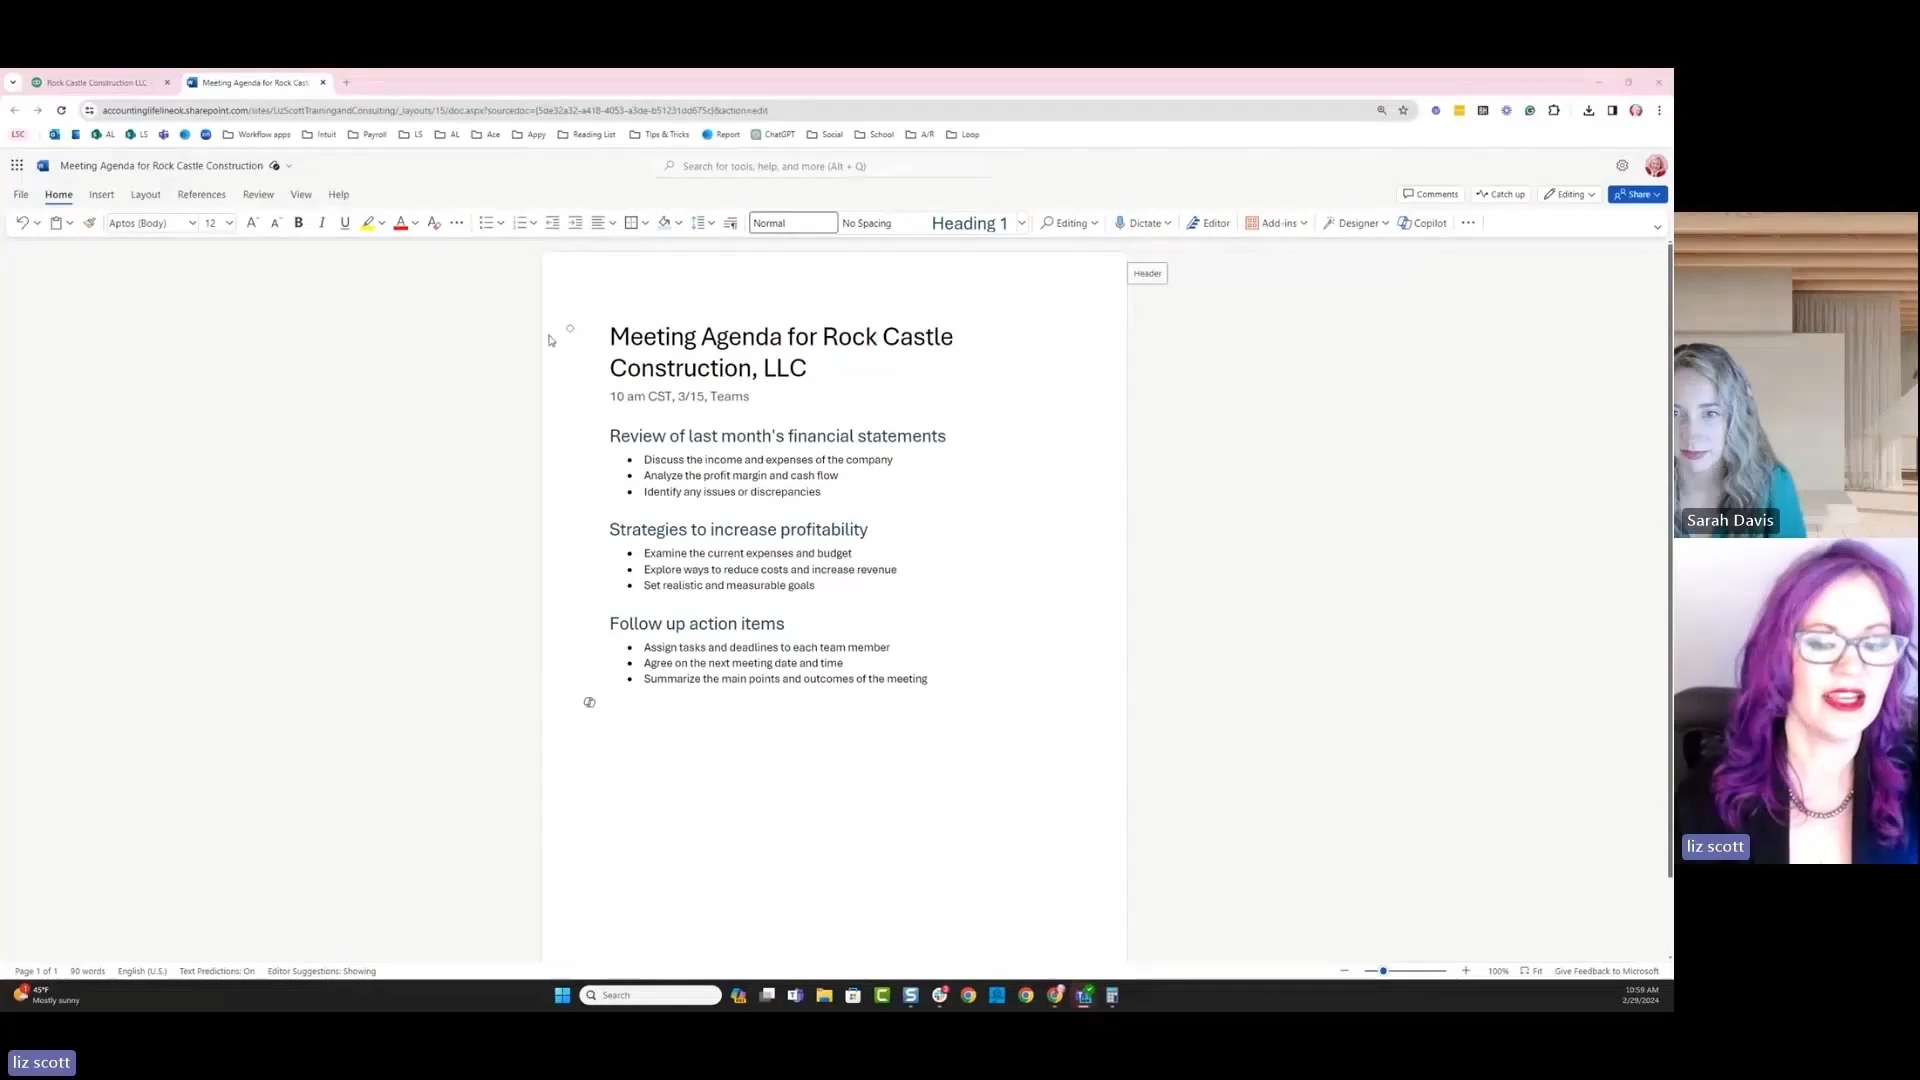 Rock Castle Construction LLC
Meeting Agenda for Rock Cast
accountinglifelineok.sharepoint.com/sites/LizScottTrainingandConsulting/_layouts/15/doc.aspx?sourcedoc={5de32a32-a418-4053-a3de-b51231dd675c}&action=edit
LSC AL LS Workflow apps Intuit Payroll LS AL Ace Appy Reading List Tips & Tricks Report ChatGPT Social School A/R Loop
Meeting Agenda for Rock Castle Construction
Search for tools, help, and more (Alt + Q)
File Home Insert Layout References Review View Help
Comments Catch up Editing Share
Aptos (Body) 12 B I U A Normal No Spacing Heading 1 Editing Dictate Editor Add-ins Designer Copilot
Header
Meeting Agenda for Rock Castle
Construction, LLC
10 am CST, 3/15, Teams
Review of last month's financial statements
• Discuss the income and expenses of the company
• Analyze the profit margin and cash flow
• Identify any issues or discrepancies
Strategies to increase profitability
• Examine the current expenses and budget
• Explore ways to reduce costs and increase revenue
• Set realistic and measurable goals
Follow up action items
• Assign tasks and deadlines to each team member
• Agree on the next meeting date and time
• Summarize the main points and outcomes of the meeting
Sarah Davis
liz scott
Page 1 of 1 90 words English (U.S.) Text Predictions: On Editor Suggestions: Showing
100% Fit Give Feedback to Microsoft
45°F
Mostly sunny
Search
10:59 AM
2/29/2024
liz scott